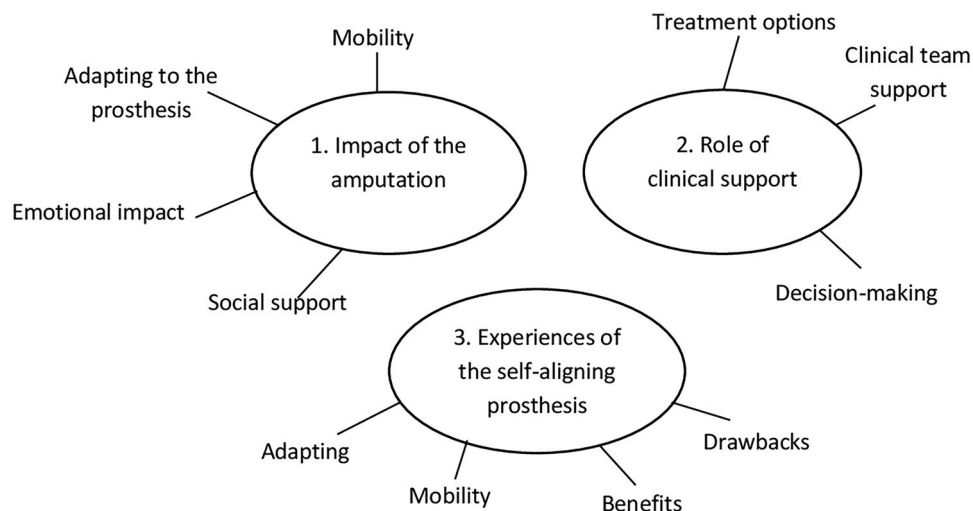 Mobility
Adapting to the
prosthesis
1. Impact of the
amputation
Emotional impact
Social support
Treatment options
Clinical team
support
2. Role of
clinical support
Decision-making
3. Experiences of
the self-aligning
prosthesis
Adapting
Mobility
Benefits
Drawbacks